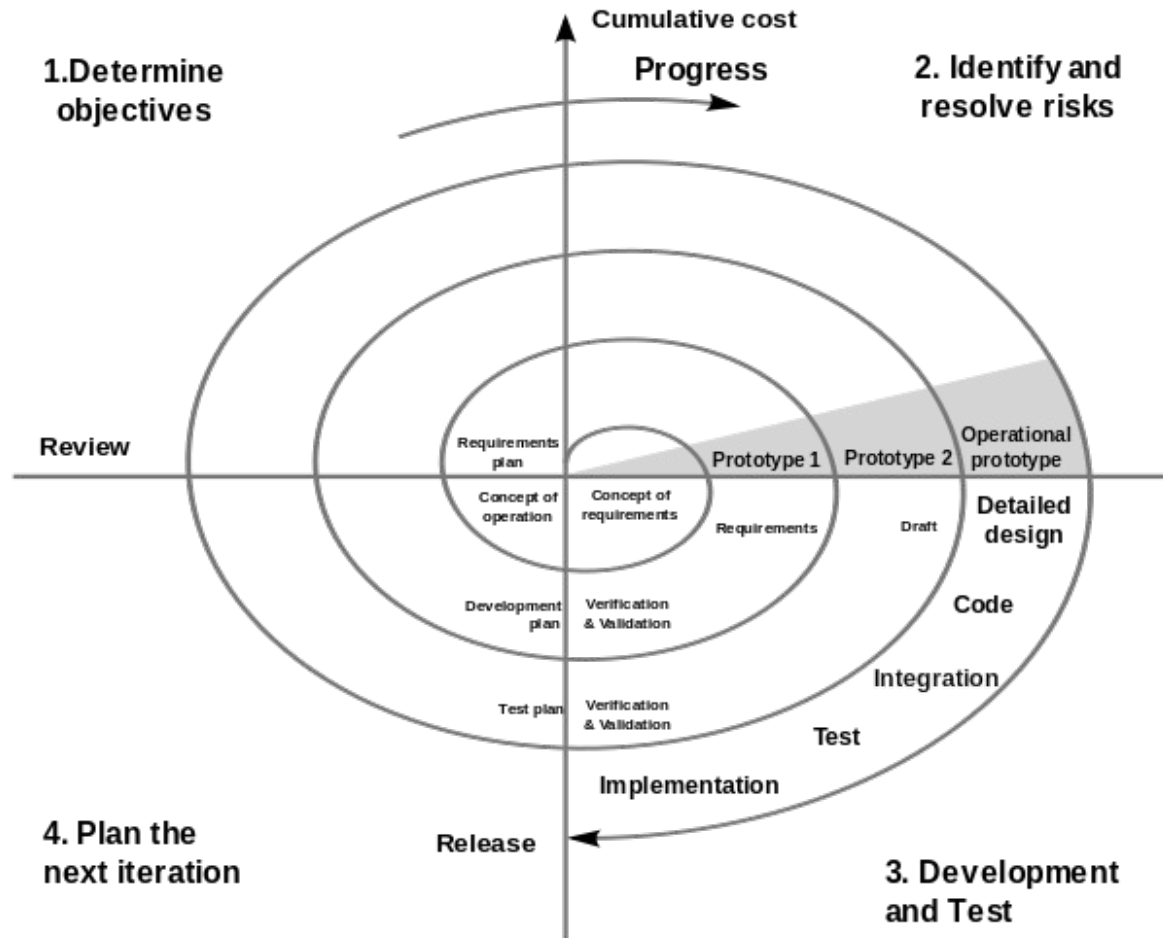 Cumulative cost
Progress
1.Determine
objectives
2. Identify and
resolve risks
Review
Requirements
plan
Prototype 1
Prototype 2
Operational
prototype
Concept of
operation
Concept of
requirements
Requirements
Draft
Detailed
design
Development
plan
Verification
& Validation
Code
Integration
Test plan
Verification
& Validation
Test
Implementation
Release
4. Plan the
next iteration
3. Development
and Test